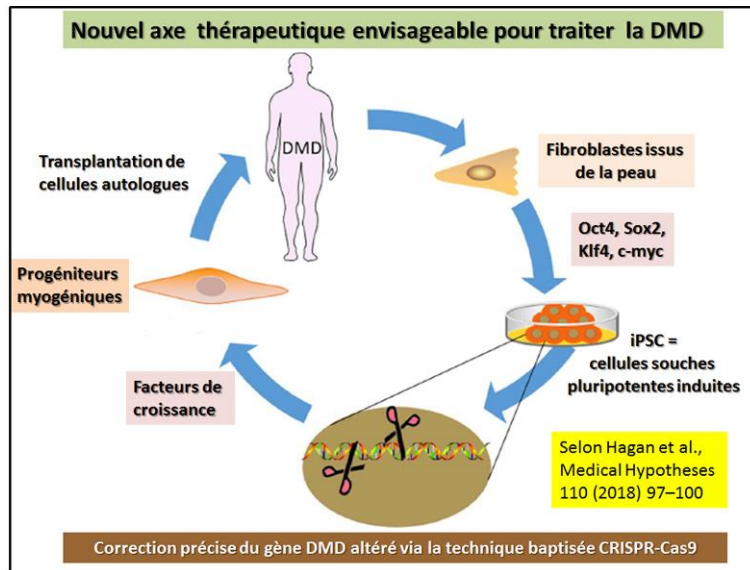 Nouvel axe thérapeutique envisageable pour traiter la DMD
DMD
Fibroblastes issus
de la peau
Oct4, Sox2,
Klf4, c-myc
iPSC =
cellules souches
pluripotentes induites
Selon Hagan et al.,
Medical Hypotheses
110 (2018) 97–100
Facteurs de
croissance
Progéniteurs
myogéniques
Transplantation de
cellules autologues
Correction précise du gène DMD altéré via la technique baptisée CRISPR-Cas9